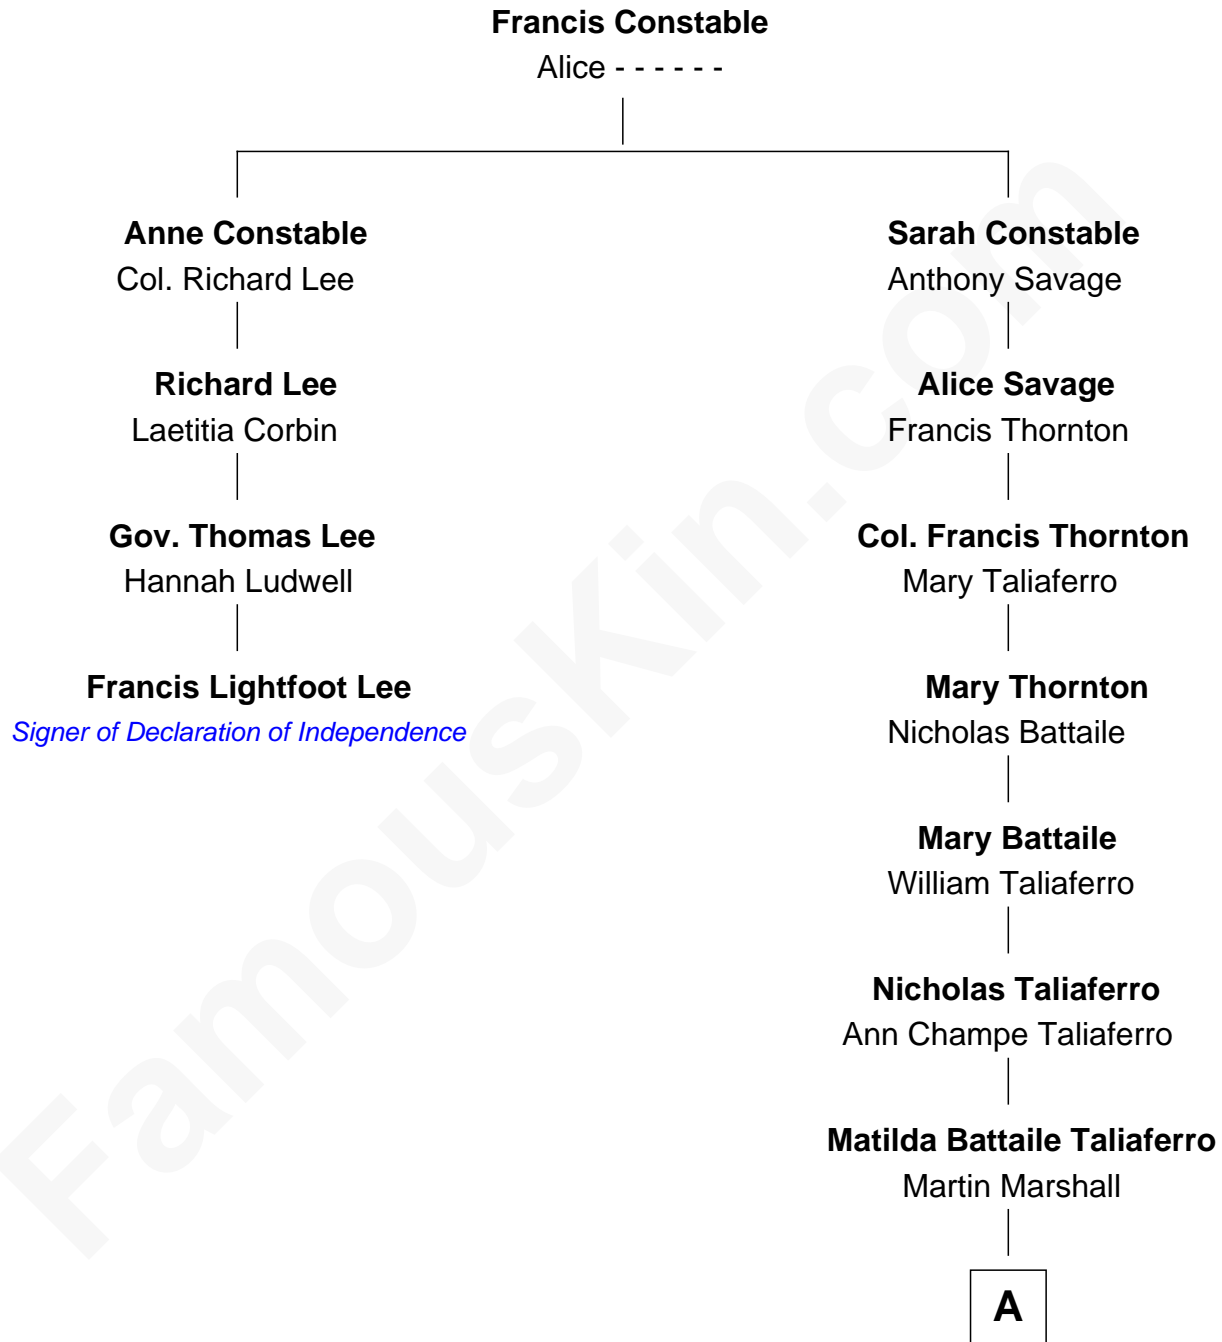 Francis Constable
Alice - - - - - -
Anne Constable
Col. Richard Lee
Richard Lee
Laetitia Corbin
Gov. Thomas Lee
Hannah Ludwell
Francis Lightfoot Lee
Signer of Declaration of Independence
Sarah Constable
Anthony Savage
Alice Savage
Francis Thornton
Col. Francis Thornton
Mary Taliaferro
Mary Thornton
Nicholas Battaile
Mary Battaile
William Taliaferro
Nicholas Taliaferro
Ann Champe Taliaferro
Matilda Battaile Taliaferro
Martin Marshall
A
FamousKin.com